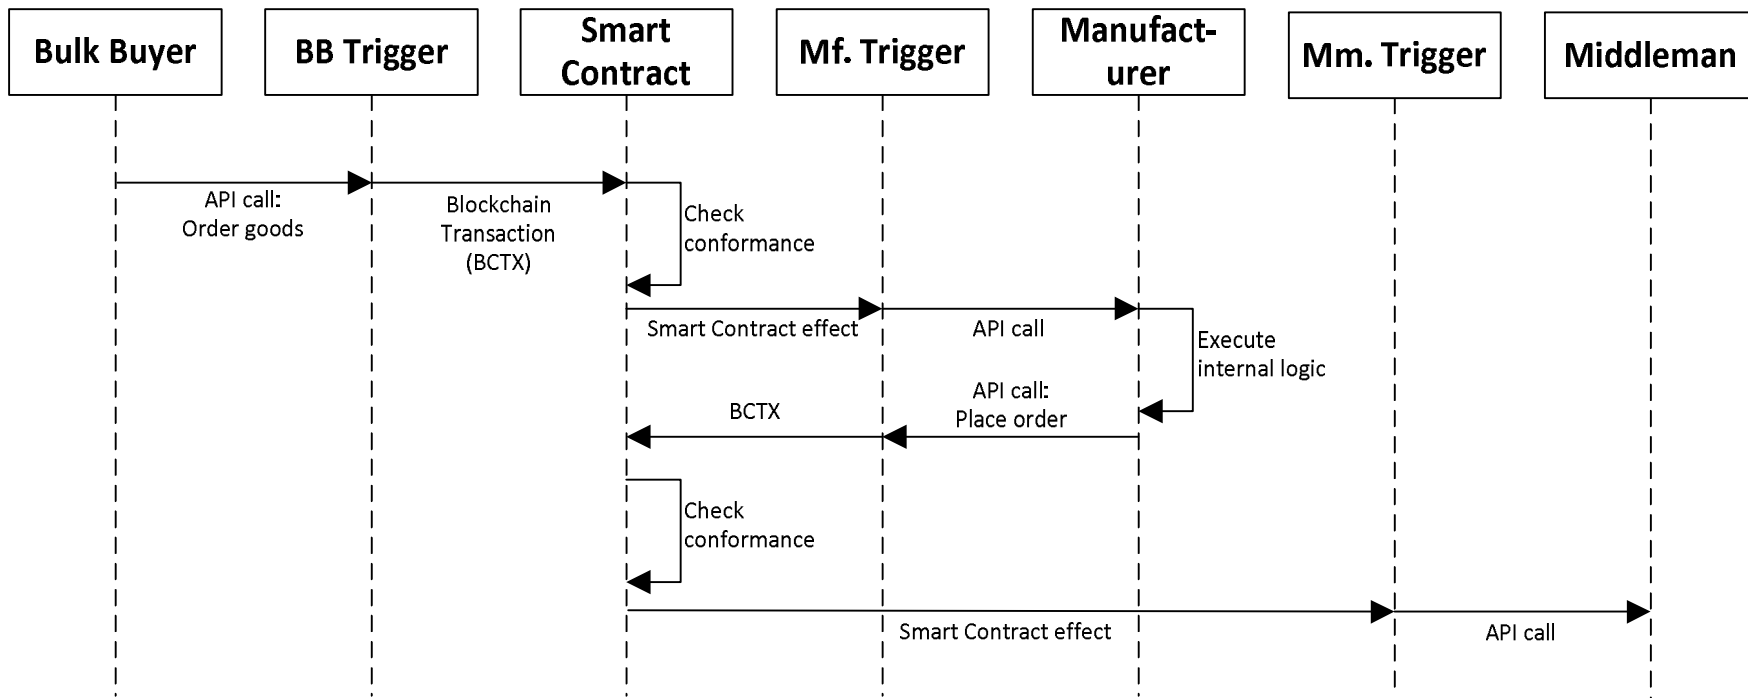 Bulk Buyer
BB Trigger
Smart
Contract
Mf. Trigger
Manufact-
urer
Mm. Trigger
Middleman
API call:
Order goods
Blockchain
Transaction
(BCTX)
Check
conformance
Smart Contract effect
API call
Execute
internal logic
BCTX
API call:
Place order
Check
conformance
Smart Contract effect
API call